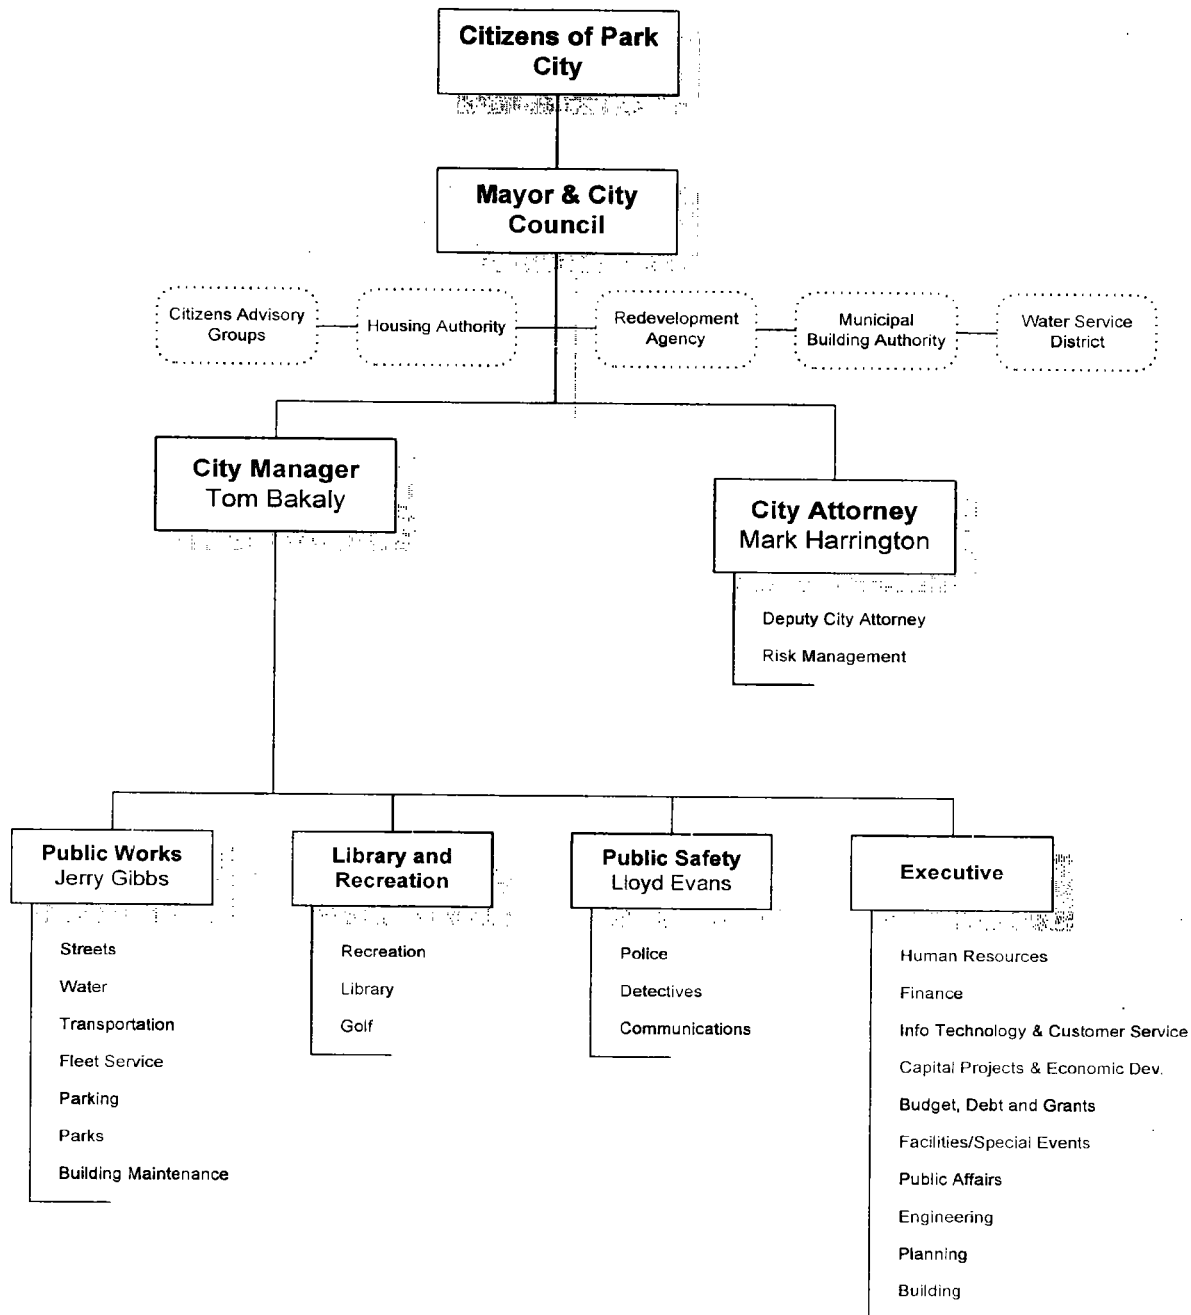 Citizens of Park
City
Mayor & City
Council
Citizens Advisory
Groups
Housing Authority
Redevelopment
Agency
Municipal
Building Authority
Water Service
District
City Manager
Tom Bakaly
City Attorney
Mark Harrington
Deputy City Attorney
Risk Management
Public Works
Jerry Gibbs
Streets
Water
Transportation
Fleet Service
Parking
Parks
Building Maintenance
Library and
Recreation
Recreation
Library
Golf
Public Safety
Lloyd Evans
Police
Detectives
Communications
Executive
Human Resources
Finance
Info Technology & Customer Service
Capital Projects & Economic Dev.
Budget, Debt and Grants
Facilities/Special Events
Public Affairs
Engineering
Planning
Building